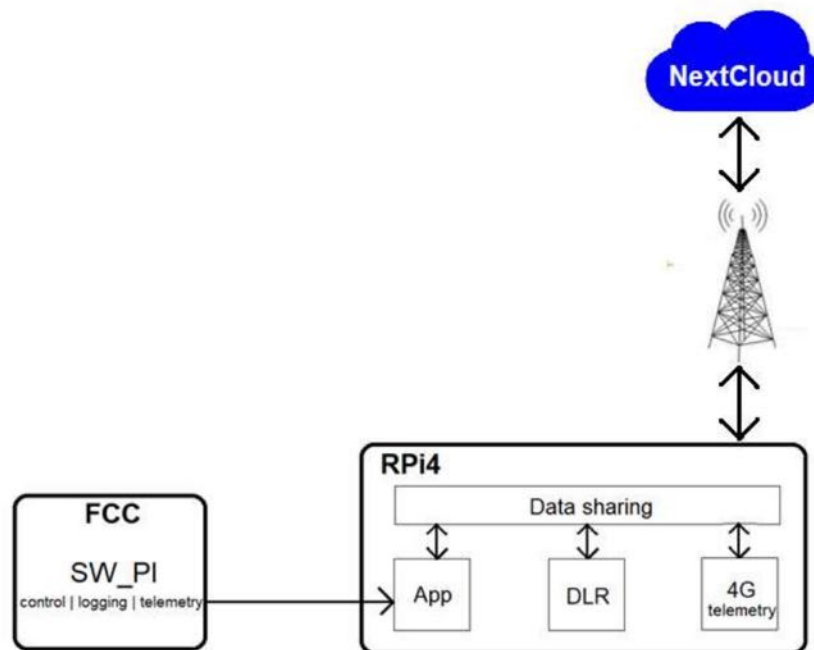 NextCloud
RPi4
Data sharing
FCC
SW_PI
control | logging | telemetry
App
DLR
4G
telemetry